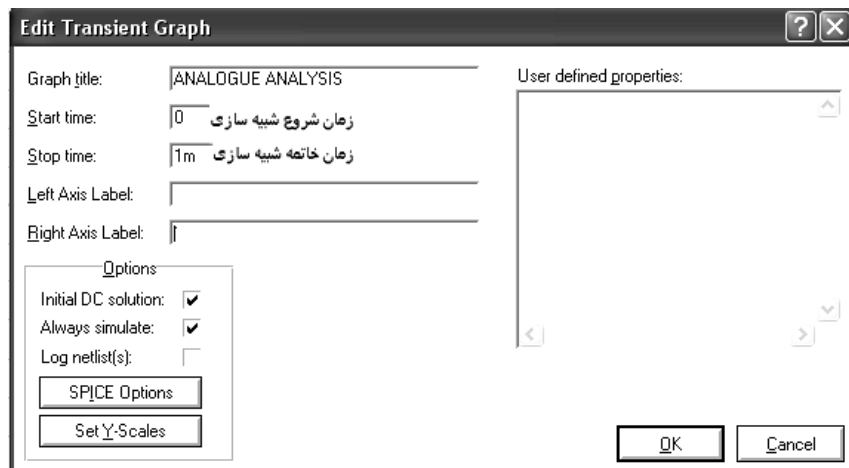 Edit Transient Graph
Graph title: ANALOGUE ANALYSIS
Start time: 0 زمان شروع شبیه سازی
Stop time: 1m زمان خاتمه شبیه سازی
Left Axis Label:
Right Axis Label:
Options
Initial DC solution:
Always simulate:
Log netlist(s):
SPICE Options
Set Y-Scales
User defined properties:
OK
Cancel